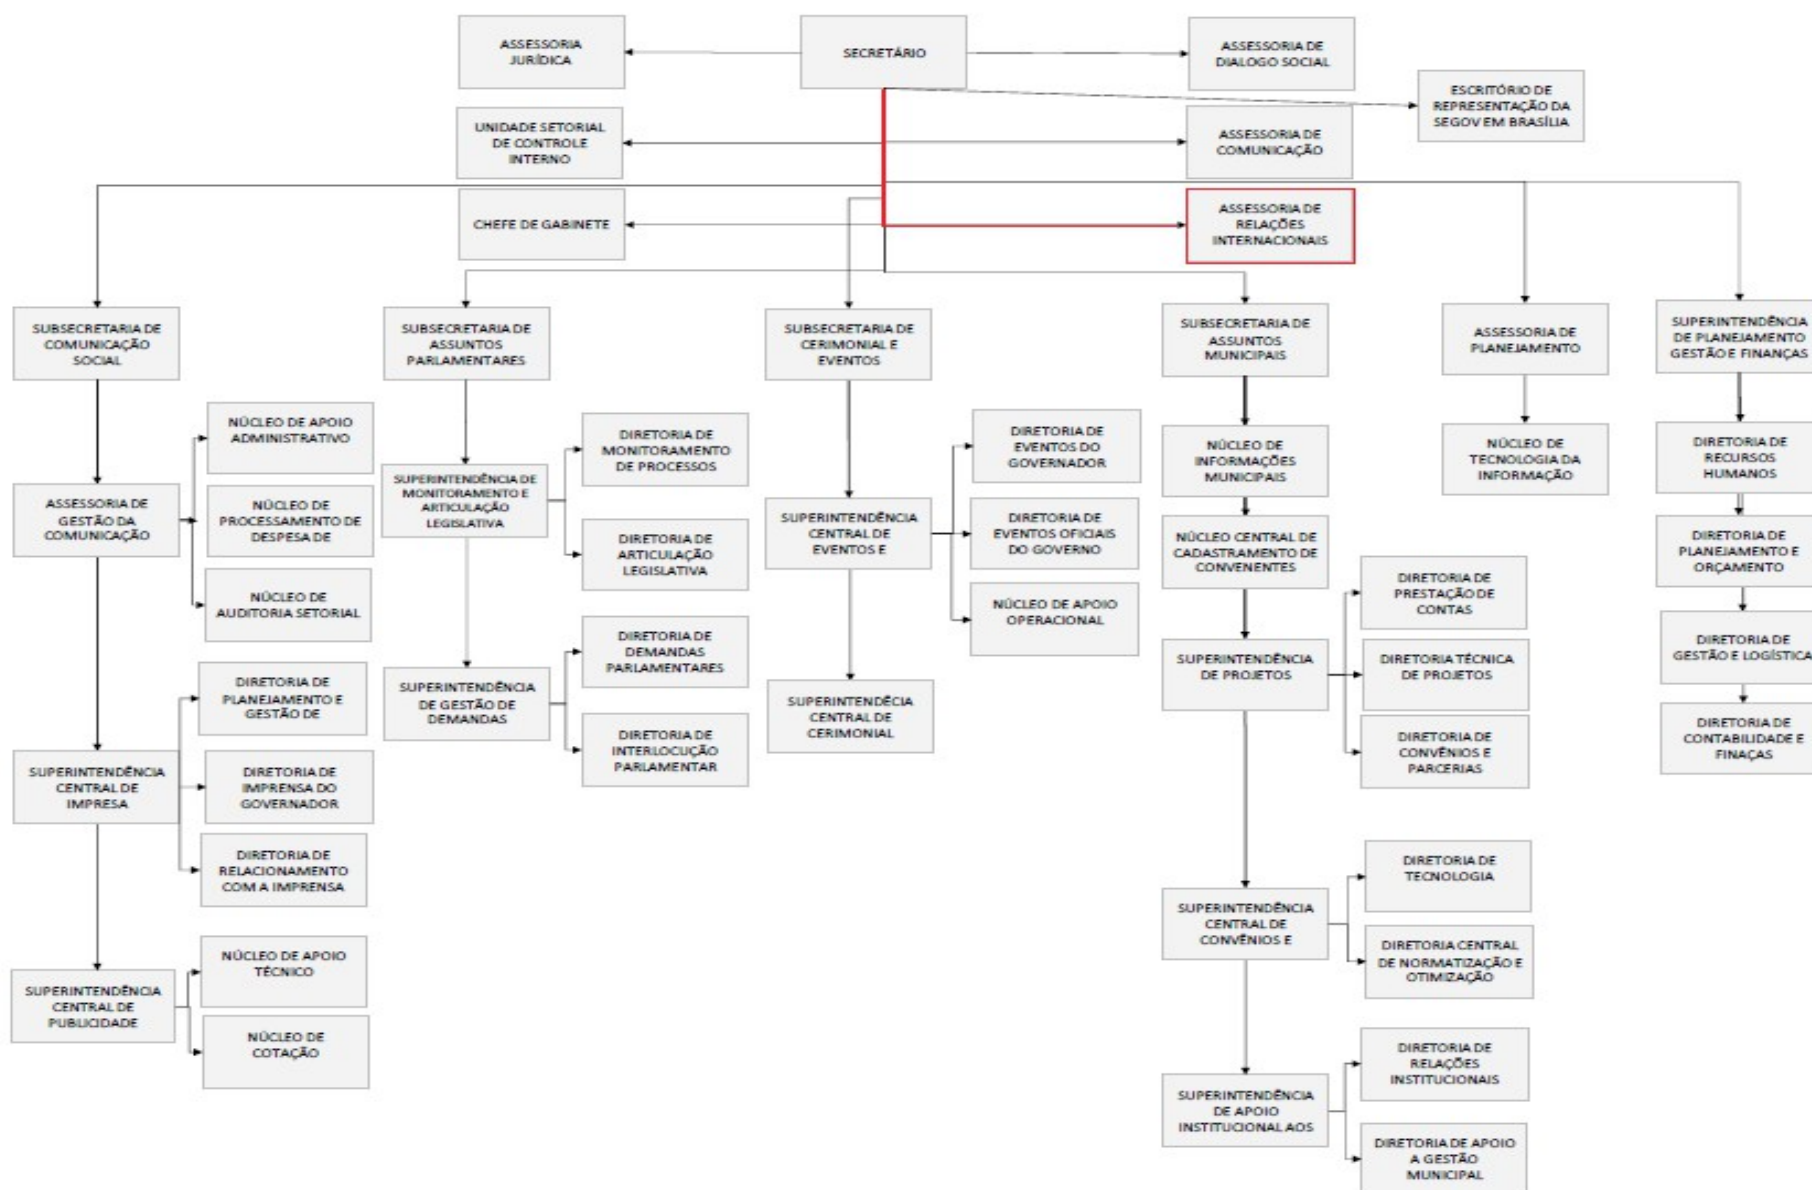 ASSESSORIA
JURÍDICA
SECRETÁRIO
ASSESSORIA DE
DIALOGO SOCIAL
ESCRITÓRIO DE
REPRESENTAÇÃO DA
SEGOV EM BRASÍLIA
UNIDADE SETORIAL
DE CONTROLE
INTERNO
ASSESSORIA DE
COMUNICAÇÃO
CHEFE DE GABINETE
ASSESSORIA DE
RELAÇÕES
INTERNACIONAIS
SUBSECRETARIA DE
COMUNICAÇÃO
SOCIAL
SUBSECRETARIA DE
ASSUNTOS
PARLAMENTARES
SUBSECRETARIA DE
CERIMONIAL E
EVENTOS
SUBSECRETARIA DE
ASSUNTOS
MUNICIPAIS
ASSESSORIA DE
PLANEJAMENTO
SUPERINTENDÊNCIA
DE PLANEJAMENTO
GESTÃO E FINANÇAS
NÚCLEO DE APOIO
ADMINISTRATIVO
ASSESSORIA DE
GESTÃO DA
COMUNICAÇÃO
NÚCLEO DE
PROCESSAMENTO DE
DESPESA DE
NÚCLEO DE
AUDITORIA SETORIAL
DIRETORIA DE
PLANEJAMENTO E
GESTÃO DE
SUPERINTENDÊNCIA
CENTRAL DE
IMPRESA
DIRETORIA DE
IMPRENSA DO
GOVERNADOR
DIRETORIA DE
RELACIONAMENTO
COM A IMPRENSA
NÚCLEO DE APOIO
TÉCNICO
SUPERINTENDÊNCIA
CENTRAL DE
PUBLICIDADE
NÚCLEO DE
COTAÇÃO
DIRETORIA DE
MONITORAMENTO
DE PROCESSOS
SUPERINTENDÊNCIA DE
MONITORAMENTO E
ARTICULAÇÃO
LEGISLATIVA
DIRETORIA DE
ARTICULAÇÃO
LEGISLATIVA
DIRETORIA DE
DEMANDAS
PARLAMENTARES
SUPERINTENDÊNCIA
DE GESTÃO DE
DEMANDAS
DIRETORIA DE
INTERLOCUÇÃO
PARLAMENTAR
DIRETORIA DE
EVENTOS DO
GOVERNADOR
SUPERINTENDÊNCIA
CENTRAL DE
EVENTOS E
DIRETORIA DE
EVENTOS OFICIAIS
DO GOVERNO
NÚCLEO DE APOIO
OPERACIONAL
SUPERINTENDÊCIA
CENTRAL DE
CERIMONIAL
NÚCLEO DE
INFORMAÇÕES
MUNICIPAIS
NÚCLEO CENTRAL DE
CADASTRAMENTO DE
CONVENENTES
DIRETORIA DE
PRESTAÇÃO DE
CONTAS
SUPERINTENDÊNCIA
DE PROJETOS
DIRETORIA TÉCNICA
DE PROJETOS
DIRETORIA DE
CONVÊNIOS E
PARCERIAS
DIRETORIA DE
TECNOLOGIA
SUPERINTENDÊNCIA
CENTRAL DE
CONVÊNIOS E
DIRETORIA CENTRAL
DE NORMATIZAÇÃO E
OTIMIZAÇÃO
DIRETORIA DE
RELAÇÕES
INSTITUCIONAIS
SUPERINTENDÊNCIA
DE APOIO
INSTITUCIONAL AOS
DIRETORIA DE APOIO
A GESTÃO
MUNICIPAL
NÚCLEO DE
TECNOLOGIA DA
INFORMAÇÃO
DIRETORIA DE
RECURSOS
HUMANOS
DIRETORIA DE
PLANEJAMENTO E
ORÇAMENTO
DIRETORIA DE
GESTÃO E LOGÍSTICA
DIRETORIA DE
CONTABILIDADE E
FINAÇAS